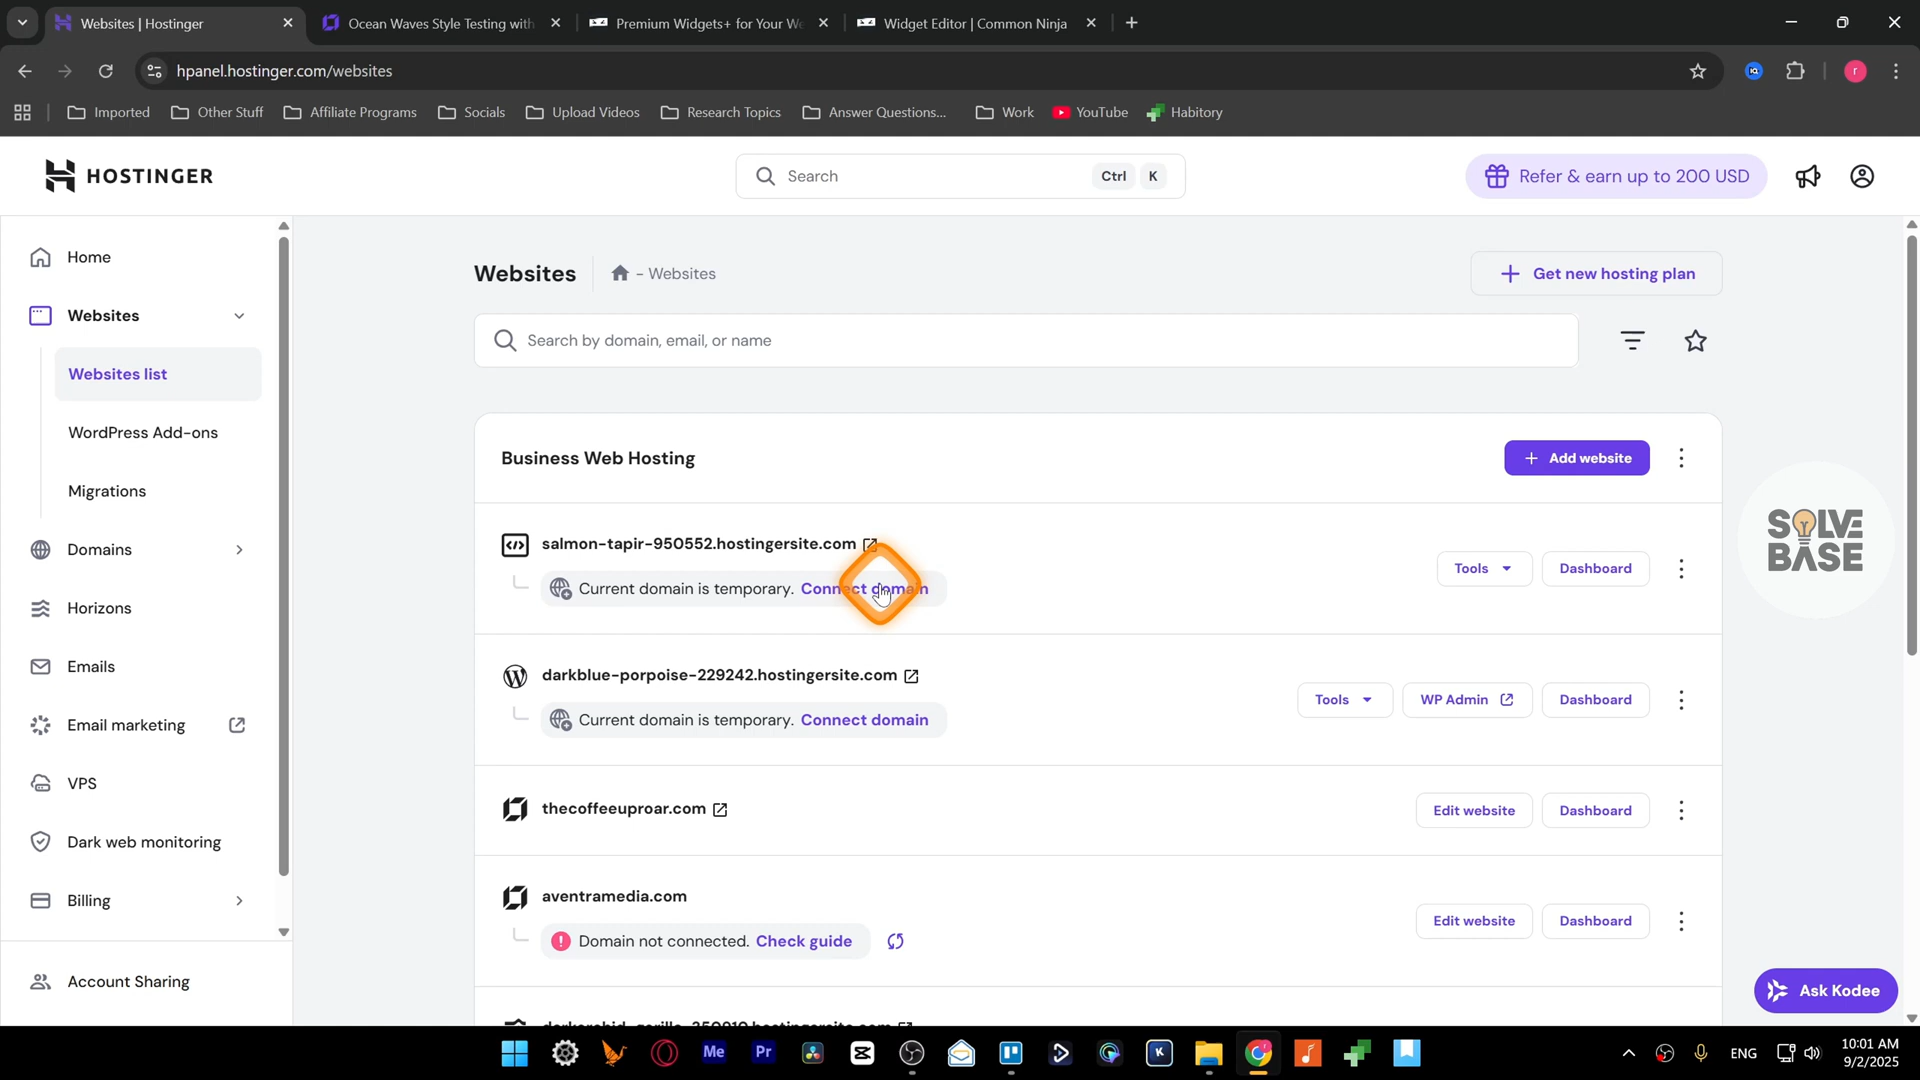 Websites | Hostinger
Ocean Waves Style Testing with
Premium Widgets+ for Your We
Widget Editor | Common Ninja
hpanel.hostinger.com/websites
r
Imported
Other Stuff
Affiliate Programs
Socials
Upload Videos
Research Topics
Answer Questions...
Work
YouTube
Habitory
HOSTINGER
Search
Ctrl
K
Refer & earn up to 200 USD
Home
Websites
Websites list
WordPress Add-ons
Migrations
Domains
Horizons
Emails
Email marketing
VPS
Dark web monitoring
Billing
Account Sharing
Websites
- Websites
Get new hosting plan
Search by domain, email, or name
Business Web Hosting
Add website
salmon-tapir-950552.hostingersite.com
Current domain is temporary. Connect domain
Tools
Dashboard
darkblue-porpoise-229242.hostingersite.com
Current domain is temporary. Connect domain
Tools
WP Admin
Dashboard
thecoffeeuproar.com
Edit website
Dashboard
aventramedia.com
Domain not connected. Check guide
Edit website
Dashboard
SOLVE
BASE
Ask Kodee
Me
Pr
K
ENG
10:01 AM
9/2/2025